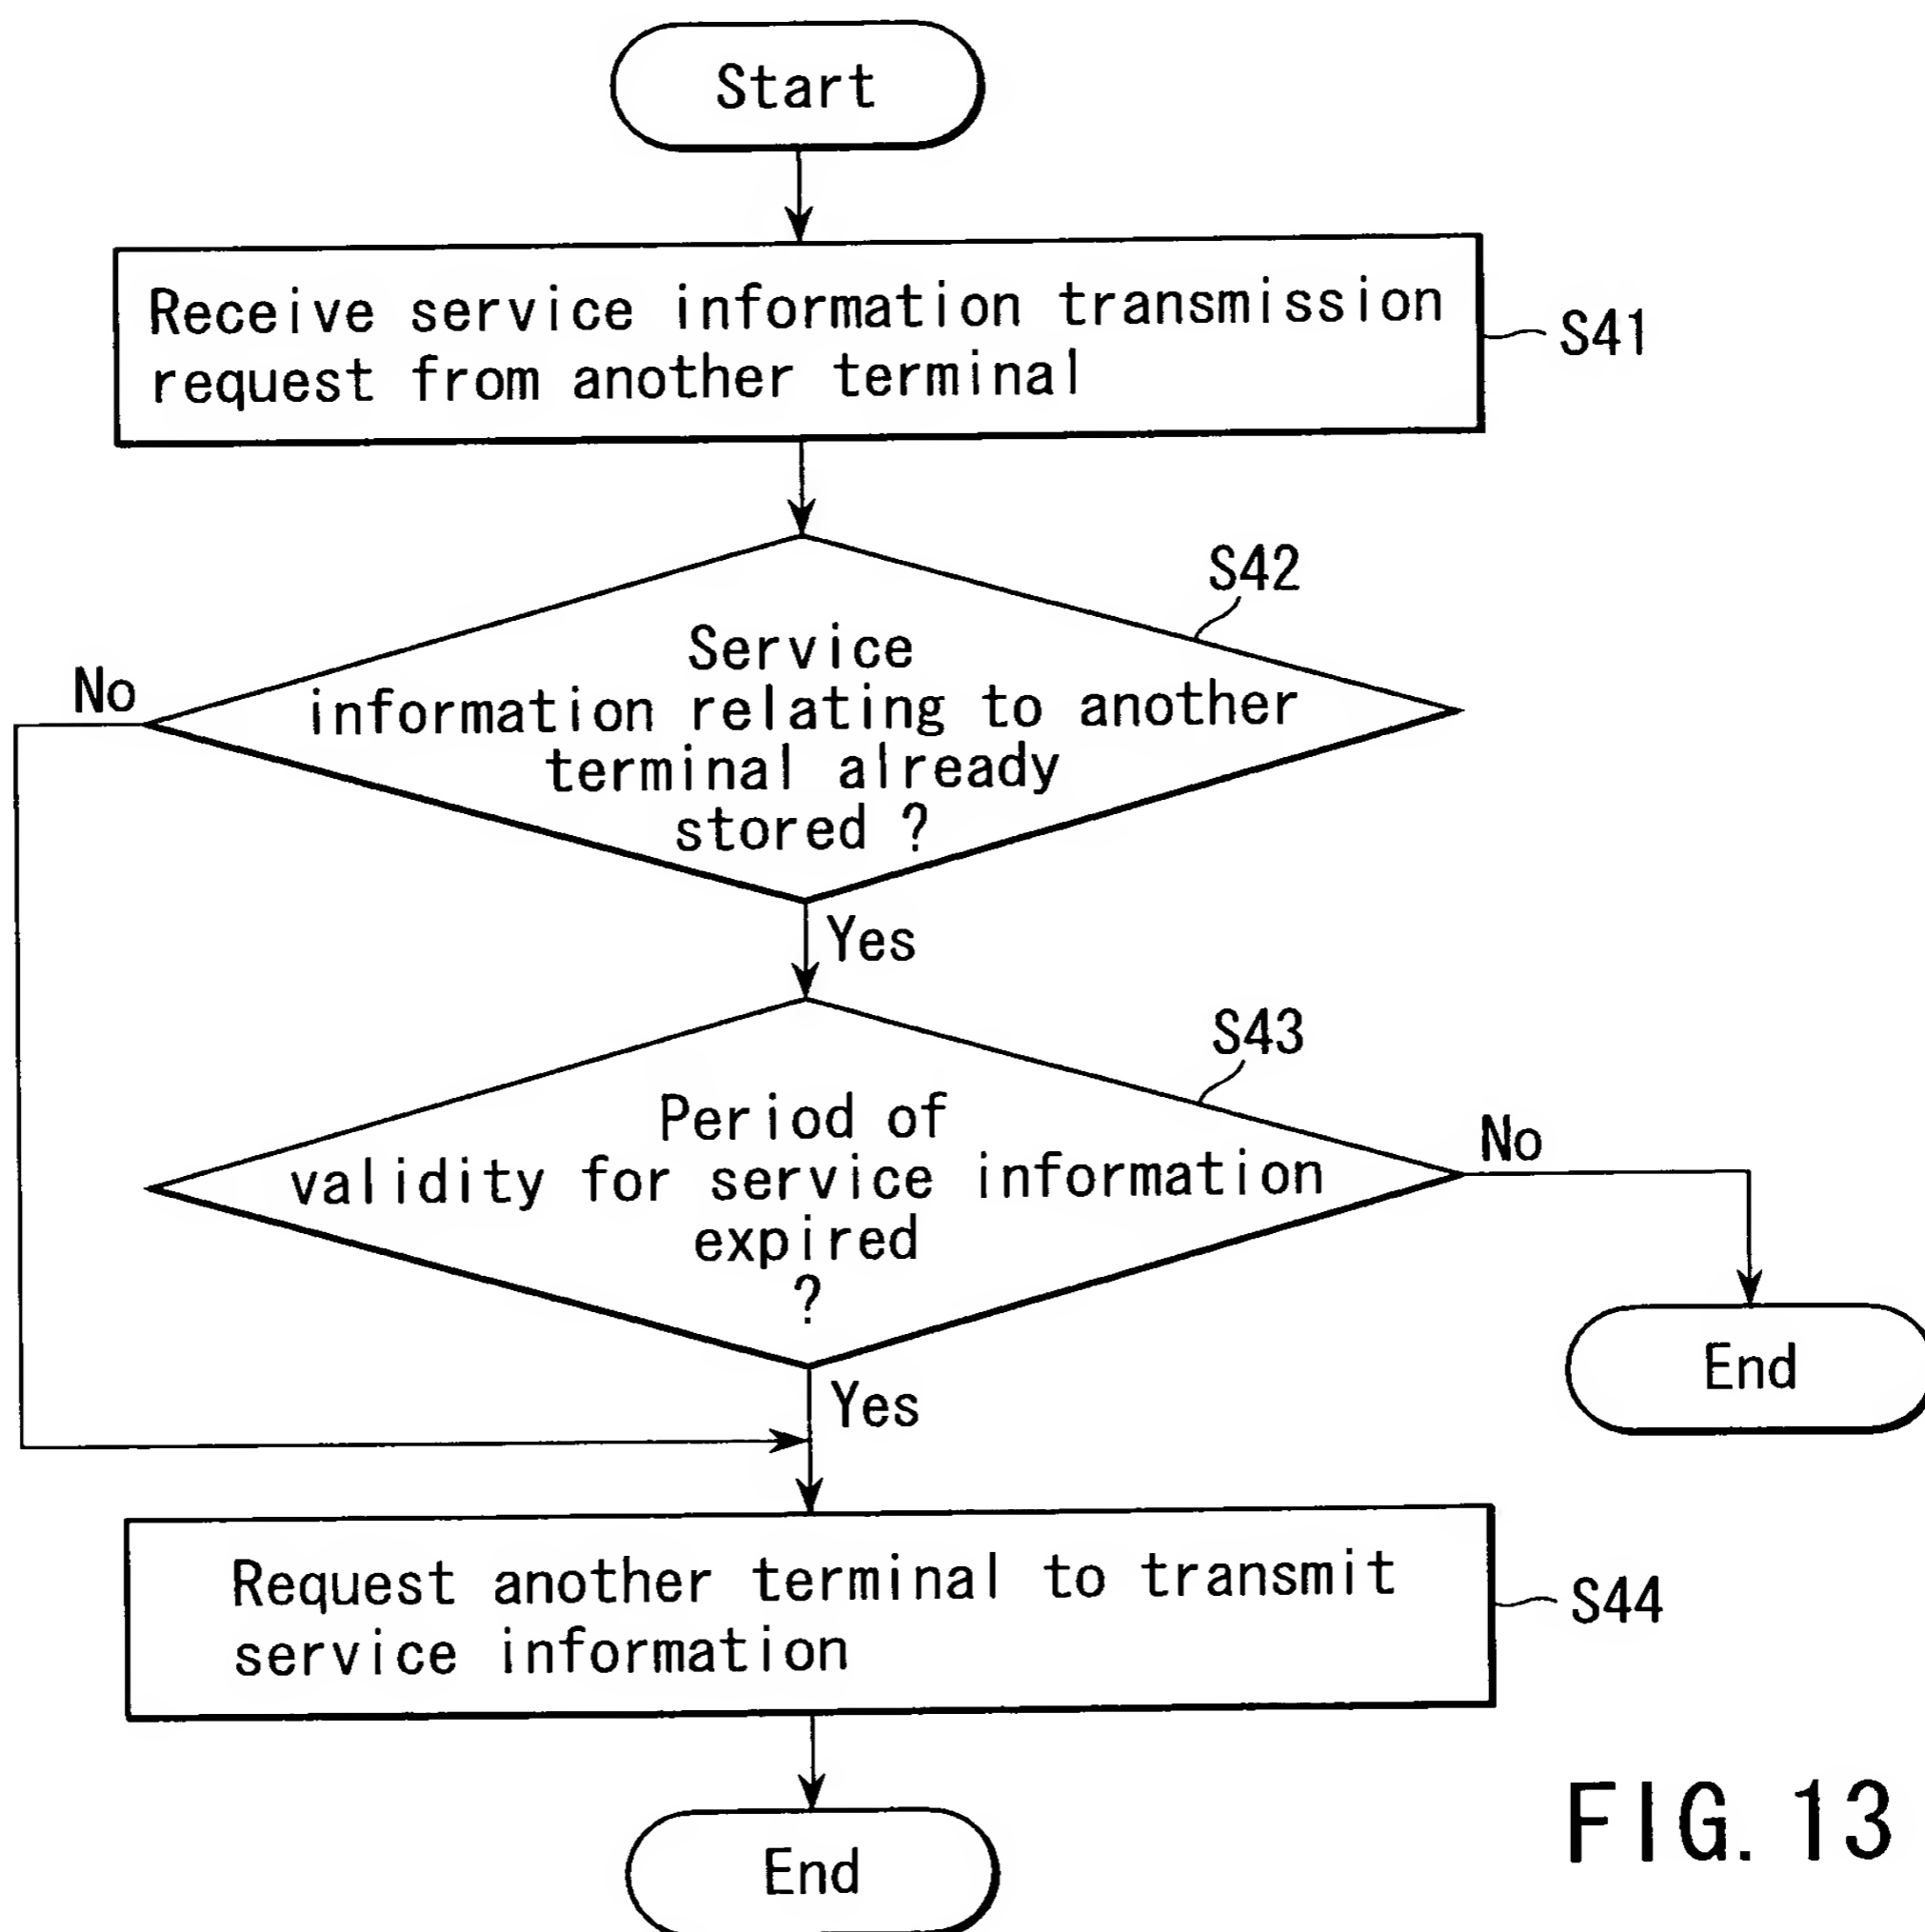 Start
Receive service information transmission
request from another terminal
S41
S42
Service
information relating to another
terminal already
stored ?
No
Yes
S43
Period of
validity for service information
expired
?
No
End
Yes
Request another terminal to transmit
service information
S44
End
FIG. 13